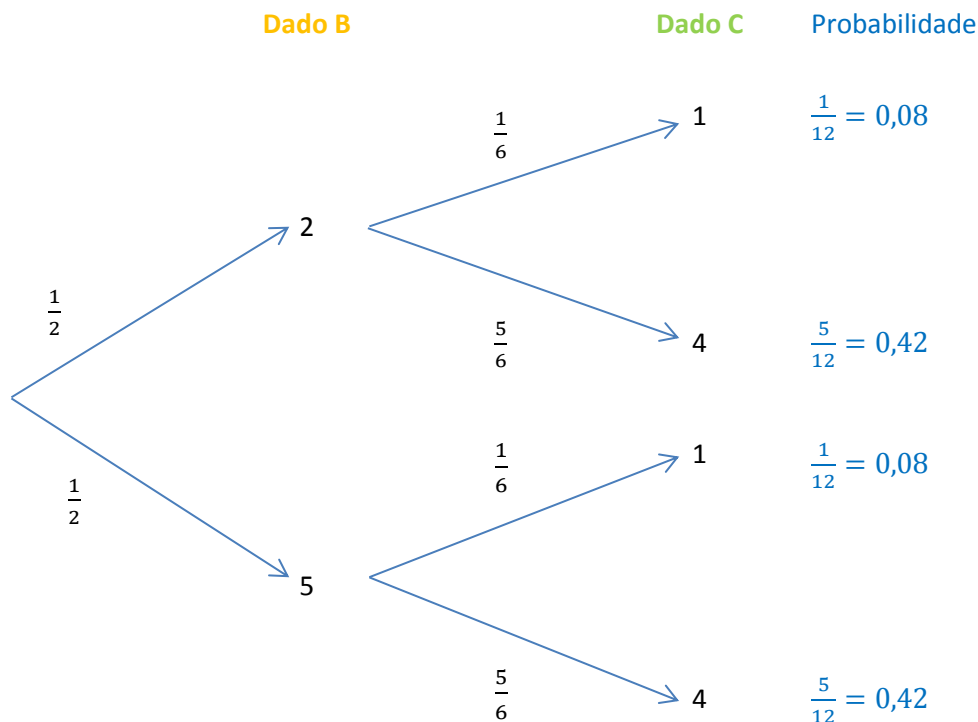 Dado B Dado C Probabilidade
1/6 1 1/12 = 0,08
2
1/2
5/6 4 5/12 = 0,42
1/6 1 1/12 = 0,08
1/2
5
5/6 4 5/12 = 0,42